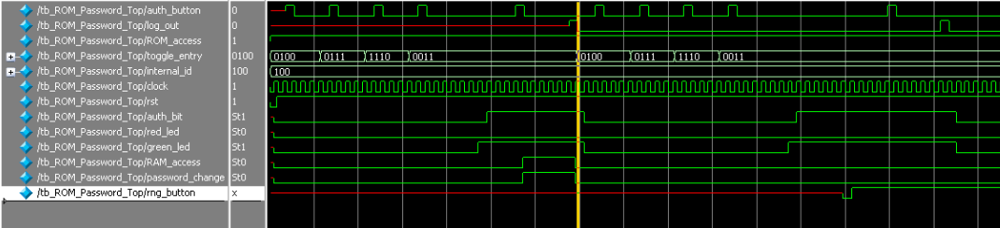 /tb_ROM_Password_Top/auth_button 0
/tb_ROM_Password_Top/log_out 0
/tb_ROM_Password_Top/ROM_access 1
/tb_ROM_Password_Top/toggle_entry 0100 0100 0111 1110 0011 0100 0111 1110 0011
/tb_ROM_Password_Top/internal_id 100 100
/tb_ROM_Password_Top/clock 1
/tb_ROM_Password_Top/rst 1
/tb_ROM_Password_Top/auth_bit St1
/tb_ROM_Password_Top/red_led St0
/tb_ROM_Password_Top/green_led St1
/tb_ROM_Password_Top/RAM_access St0
/tb_ROM_Password_Top/password_change St0
/tb_ROM_Password_Top/rng_button x